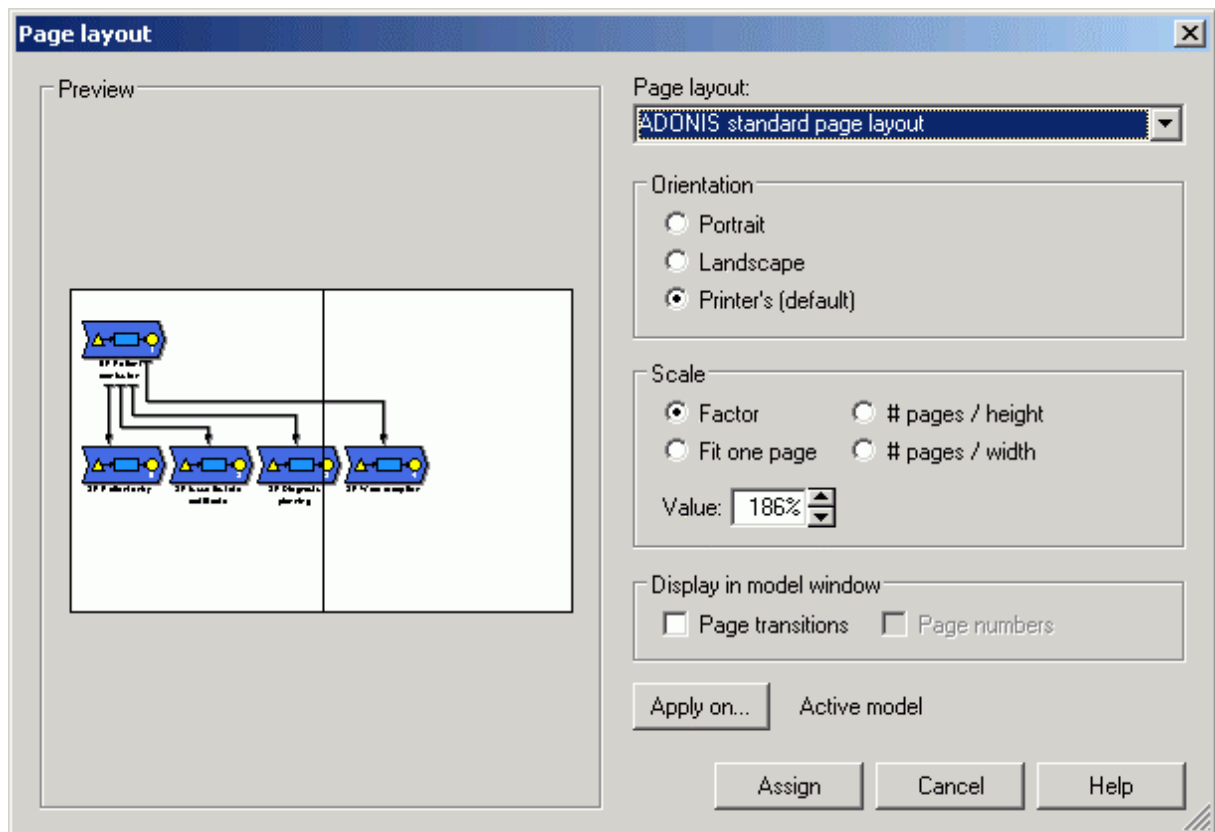 Page layout
Preview
Page layout:
ADONIS standard page layout
Orientation
Portrait
Landscape
Printer's (default)
Scale
Factor
# pages / height
Fit one page
# pages / width
Value: 186%
Display in model window
Page transitions
Page numbers
Apply on...
Active model
Assign
Cancel
Help